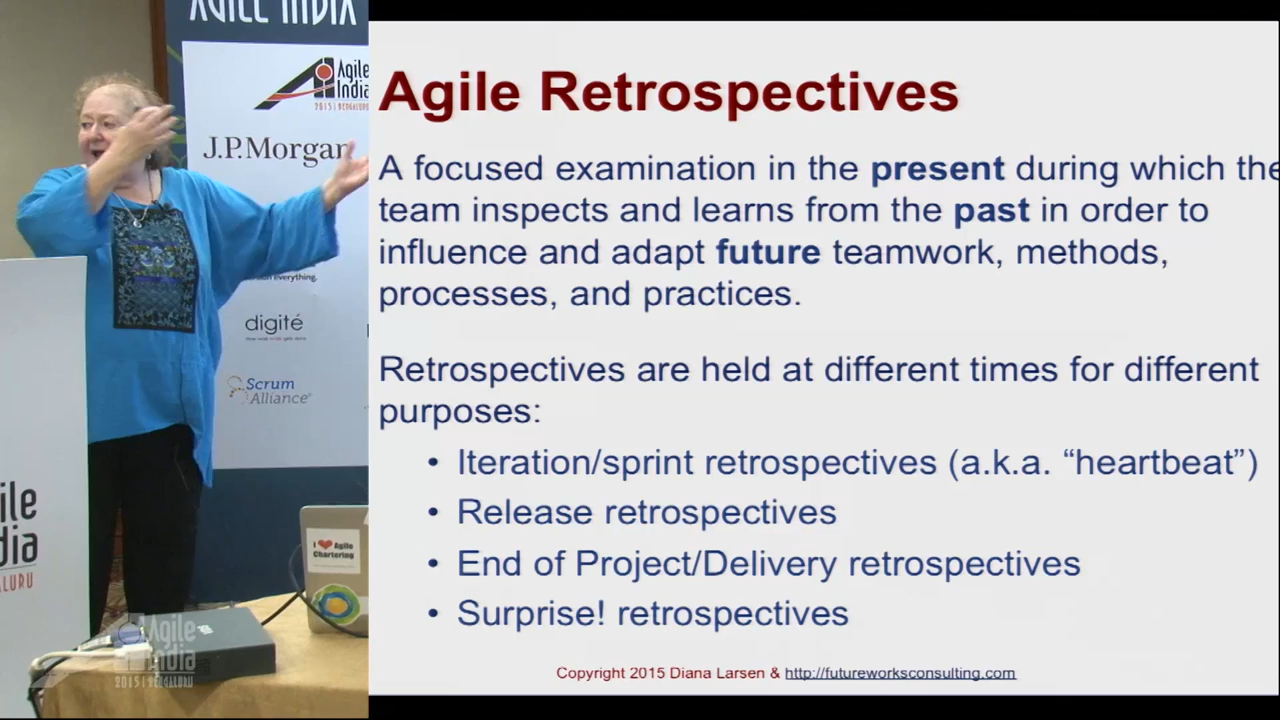 AGILE INDIA
Agile
India
2015 | BENGALURU
J.P.Morgan
digité
Scrum
Alliance
I ❤ Agile
Chartering
Agile
India
2015 | BENGALURU
Agile Retrospectives
A focused examination in the present during which the
team inspects and learns from the past in order to
influence and adapt future teamwork, methods,
processes, and practices.
Retrospectives are held at different times for different
purposes:
• Iteration/sprint retrospectives (a.k.a. “heartbeat”)
• Release retrospectives
• End of Project/Delivery retrospectives
• Surprise! retrospectives
Copyright 2015 Diana Larsen & http://futureworksconsulting.com